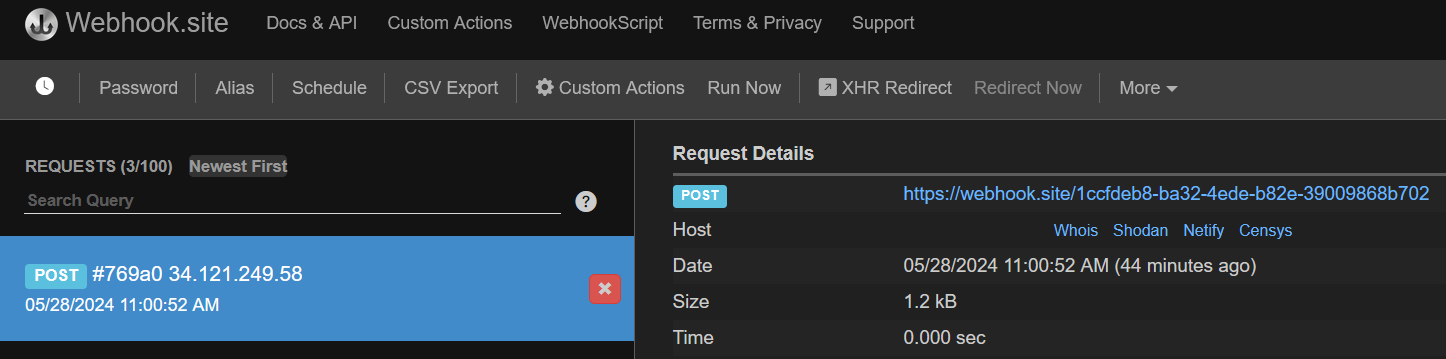 Webhook.site Docs & API Custom Actions WebhookScript Terms & Privacy Support
Password Alias Schedule CSV Export Custom Actions Run Now XHR Redirect Redirect Now More
REQUESTS (3/100) Newest First
Search Query ?
POST #769a0 34.121.249.58
05/28/2024 11:00:52 AM
Request Details
POST https://webhook.site/1ccfdeb8-ba32-4ede-b82e-39009868b702
Host Whois Shodan Netify Censys
Date 05/28/2024 11:00:52 AM (44 minutes ago)
Size 1.2 kB
Time 0.000 sec